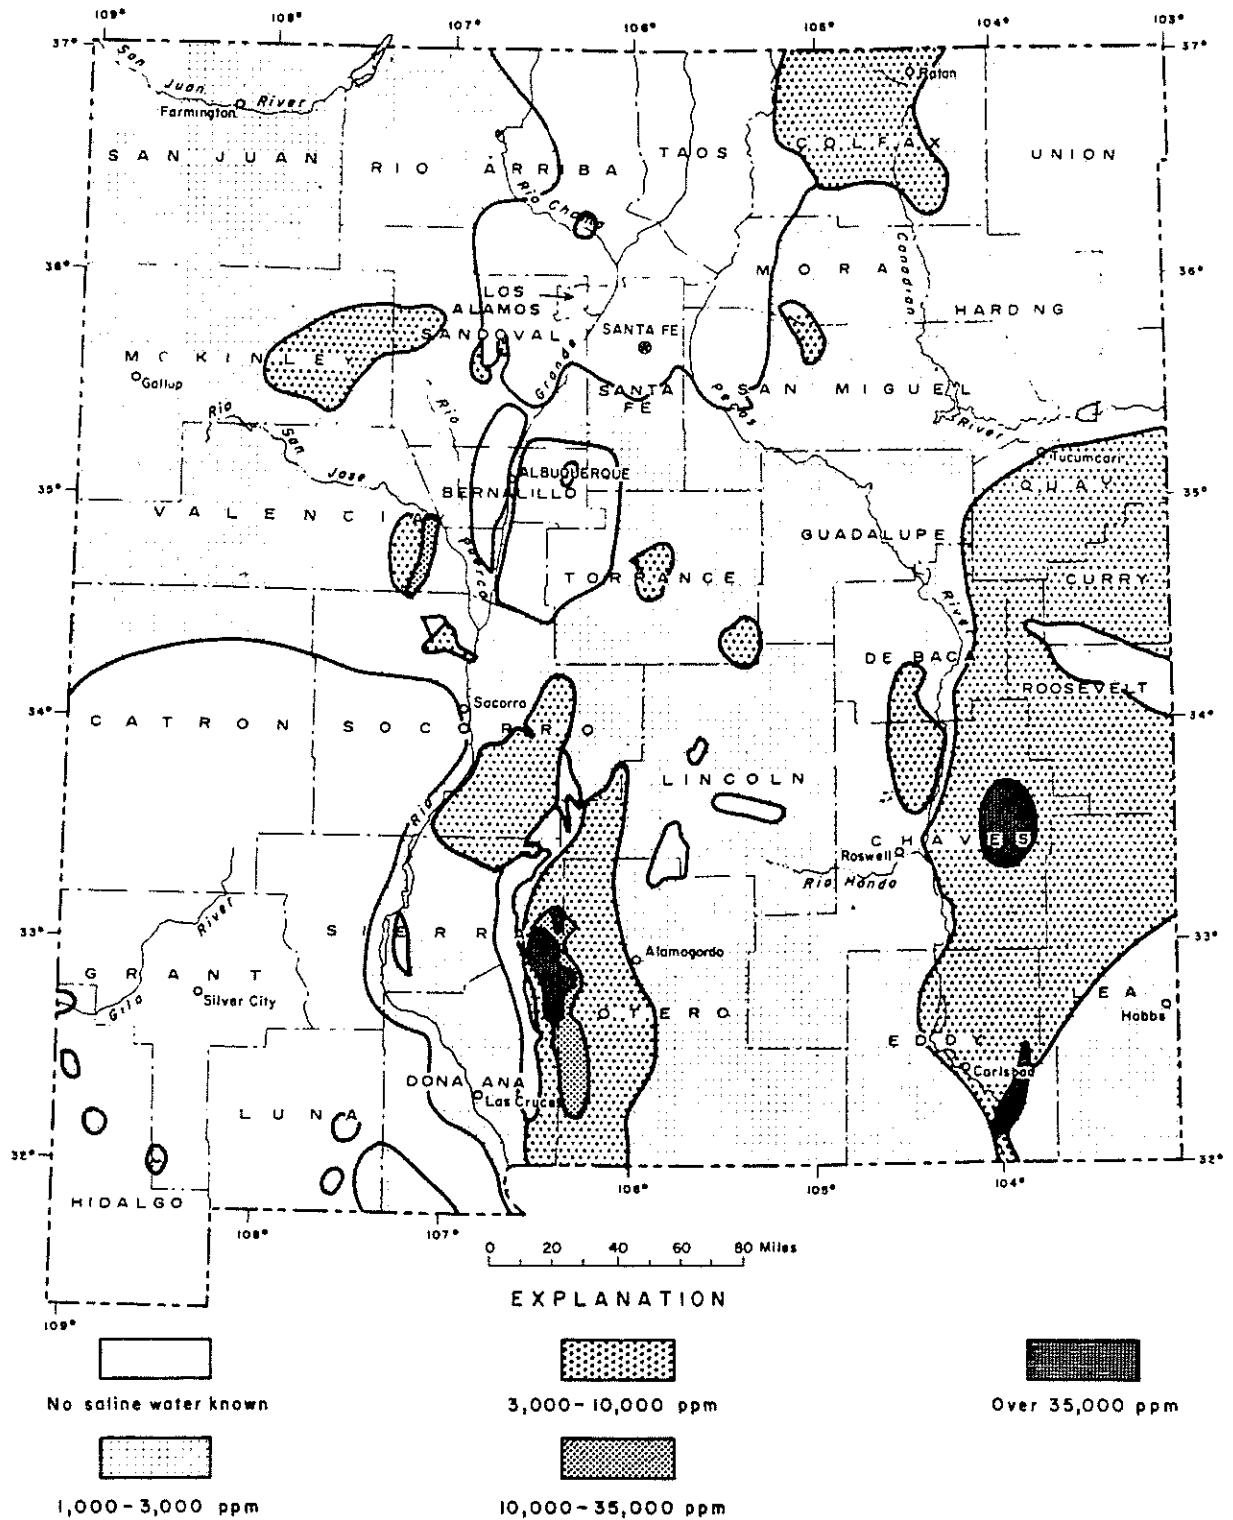 109° 108° 107° 106° 105° 104° 103°
37° 37°
San Juan River
Raton
Farmington
SAN JUAN RIO ARRIBA TAOS COLFAX UNION
Rio Chama
Canadian
36° 36°
MORA
LOS ALAMOS
HARDING
SANDOVAL SANTA FE
MCKINLEY
Gallup
Grande
SANTA FE
Pecos
SAN MIGUEL
Rio
Rio San Jose
River
Tucumcari
ALBUQUERQUE
QUAY
35° 35°
BERNALILLO
VALENCIA
GUADALUPE
Puerco
TORRANCE
CURRY
River
DE BACA
ROOSEVELT
34° 34°
Socorro
CATRON SOCORRO
LINCOLN
Rio
CHAVES
Roswell
Rio Hondo
River
33° 33°
SIERRA
Alamogordo
GRANT
Silver City
Gila
OTERO
LEA
Hobbs
EDDY
Carlsbad
DONA ANA
Las Cruces
LUNA
32° 32°
106° 105° 104°
HIDALGO
108° 107°
0 20 40 60 80 Miles
109°
EXPLANATION
No saline water known
3,000-10,000 ppm
Over 35,000 ppm
1,000-3,000 ppm
10,000-35,000 ppm